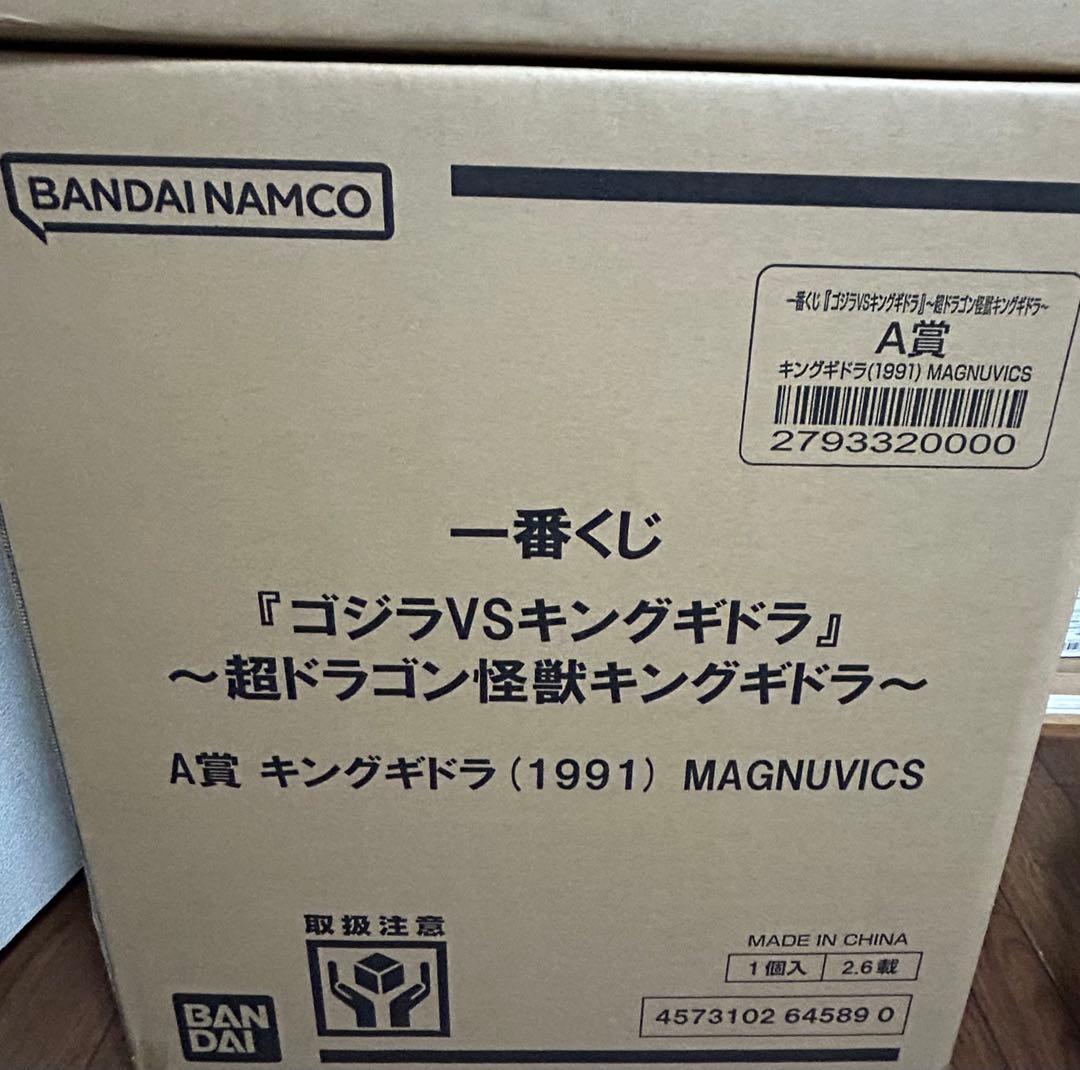 BANDAI NAMCO
一番くじ『ゴジラVSキングギドラ』～超ドラゴン怪獣キングギドラ～
A賞
キングギドラ(1991) MAGNUVICS
2793320000
一番くじ
『ゴジラVSキングギドラ』
～超ドラゴン怪獣キングギドラ～
A賞 キングギドラ(1991) MAGNUVICS
取扱注意
MADE IN CHINA
1個入 2.6載
4573102 64589 0
BAN
DAI